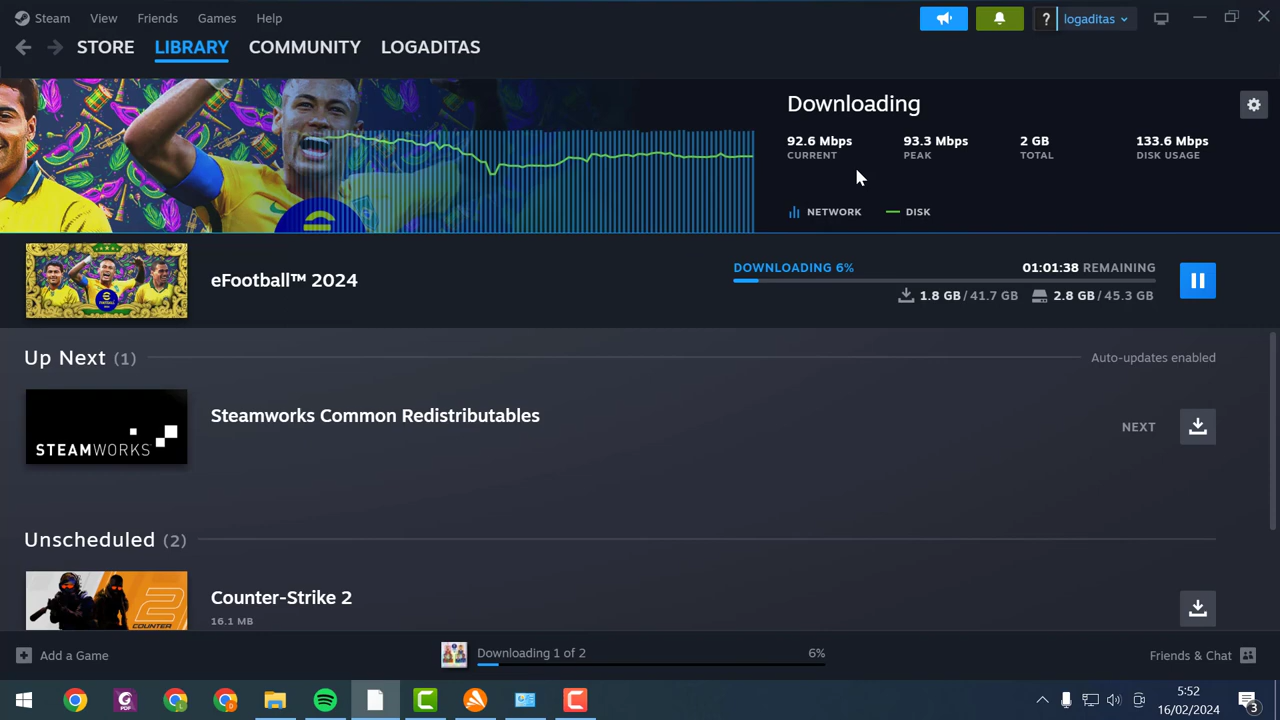 Steam View Friends Games Help
? logaditas
STORE LIBRARY COMMUNITY LOGADITAS
Downloading
92.6 Mbps 93.3 Mbps 2 GB 133.6 Mbps
CURRENT PEAK TOTAL DISK USAGE
NETWORK DISK
eFootball™ 2024
DOWNLOADING 6% 01:01:38 REMAINING
1.8 GB / 41.7 GB 2.8 GB / 45.3 GB
Up Next (1) Auto-updates enabled
STEAMWORKS
Steamworks Common Redistributables
NEXT
Unscheduled (2)
2
COUNTER
Counter-Strike 2
16.1 MB
Add a Game
Downloading 1 of 2 6%
Friends & Chat
PDF
5:52
16/02/2024
3